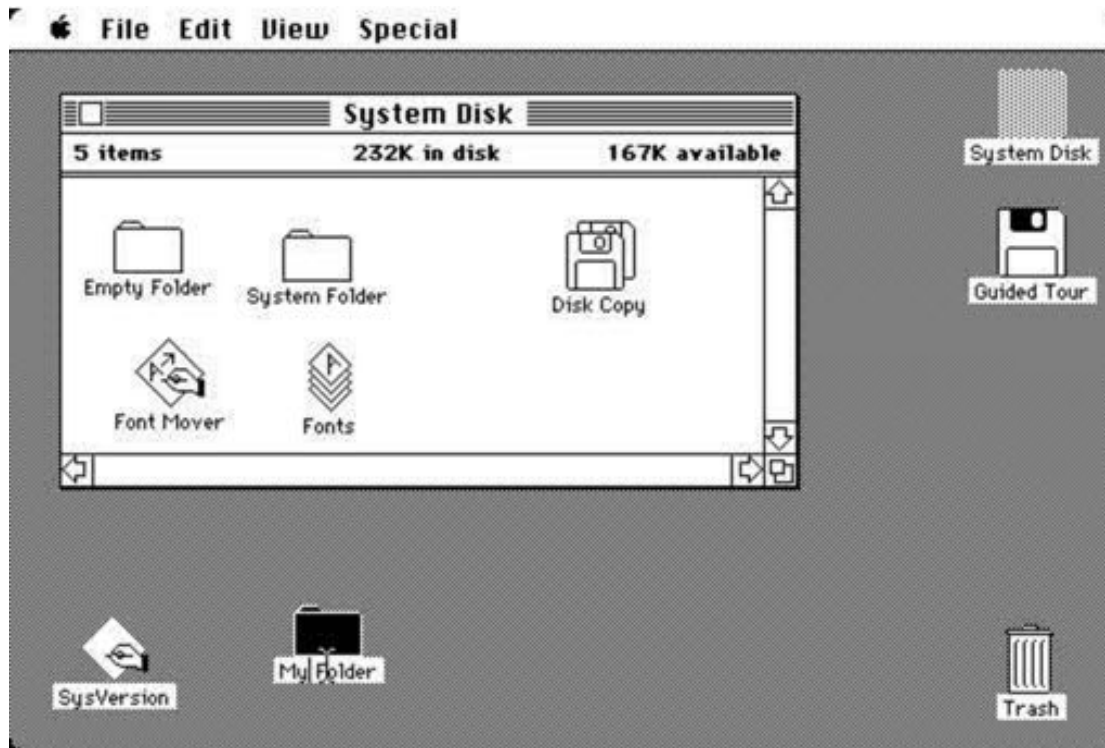 File Edit View Special
System Disk
5 items 232K in disk 167K available
Empty Folder
System Folder
Disk Copy
Font Mover
Fonts
System Disk
Guided Tour
SysVersion
My Folder
Trash